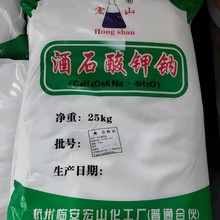 宏 山
Hong shan
酒石酸钾钠
(C4H4O6KNa · 4H2O)
净重：25kg
批号：
生产日期：
杭州临安宏山化工厂普通合伙